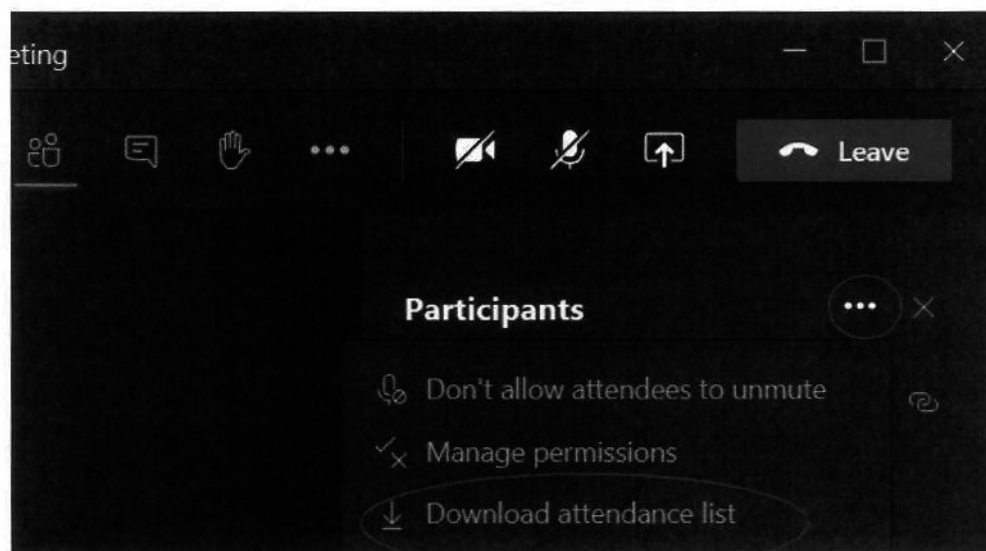 eting
Leave
Participants
Don't allow attendees to unmute
Manage permissions
Download attendance list